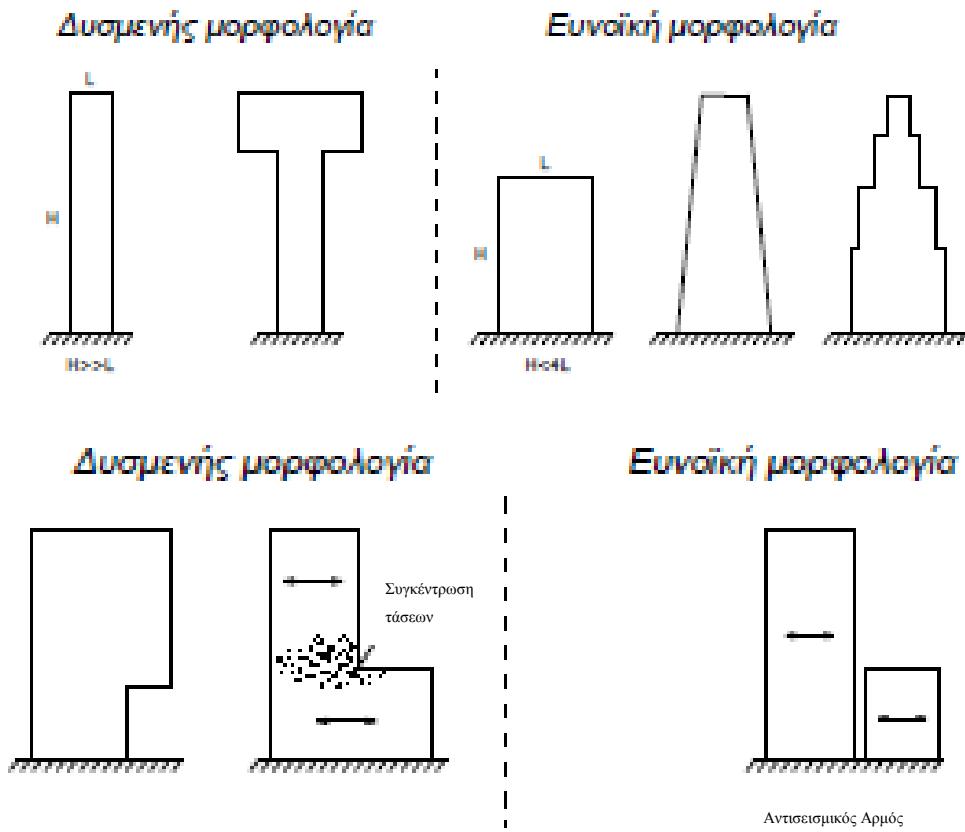 Δυσμενής μορφολογία
Ευνοϊκή μορφολογία
L
H
H>>L
L
H
H<4L
Δυσμενής μορφολογία
Ευνοϊκή μορφολογία
Συγκέντρωση
τάσεων
Αντισεισμικός Αρμός